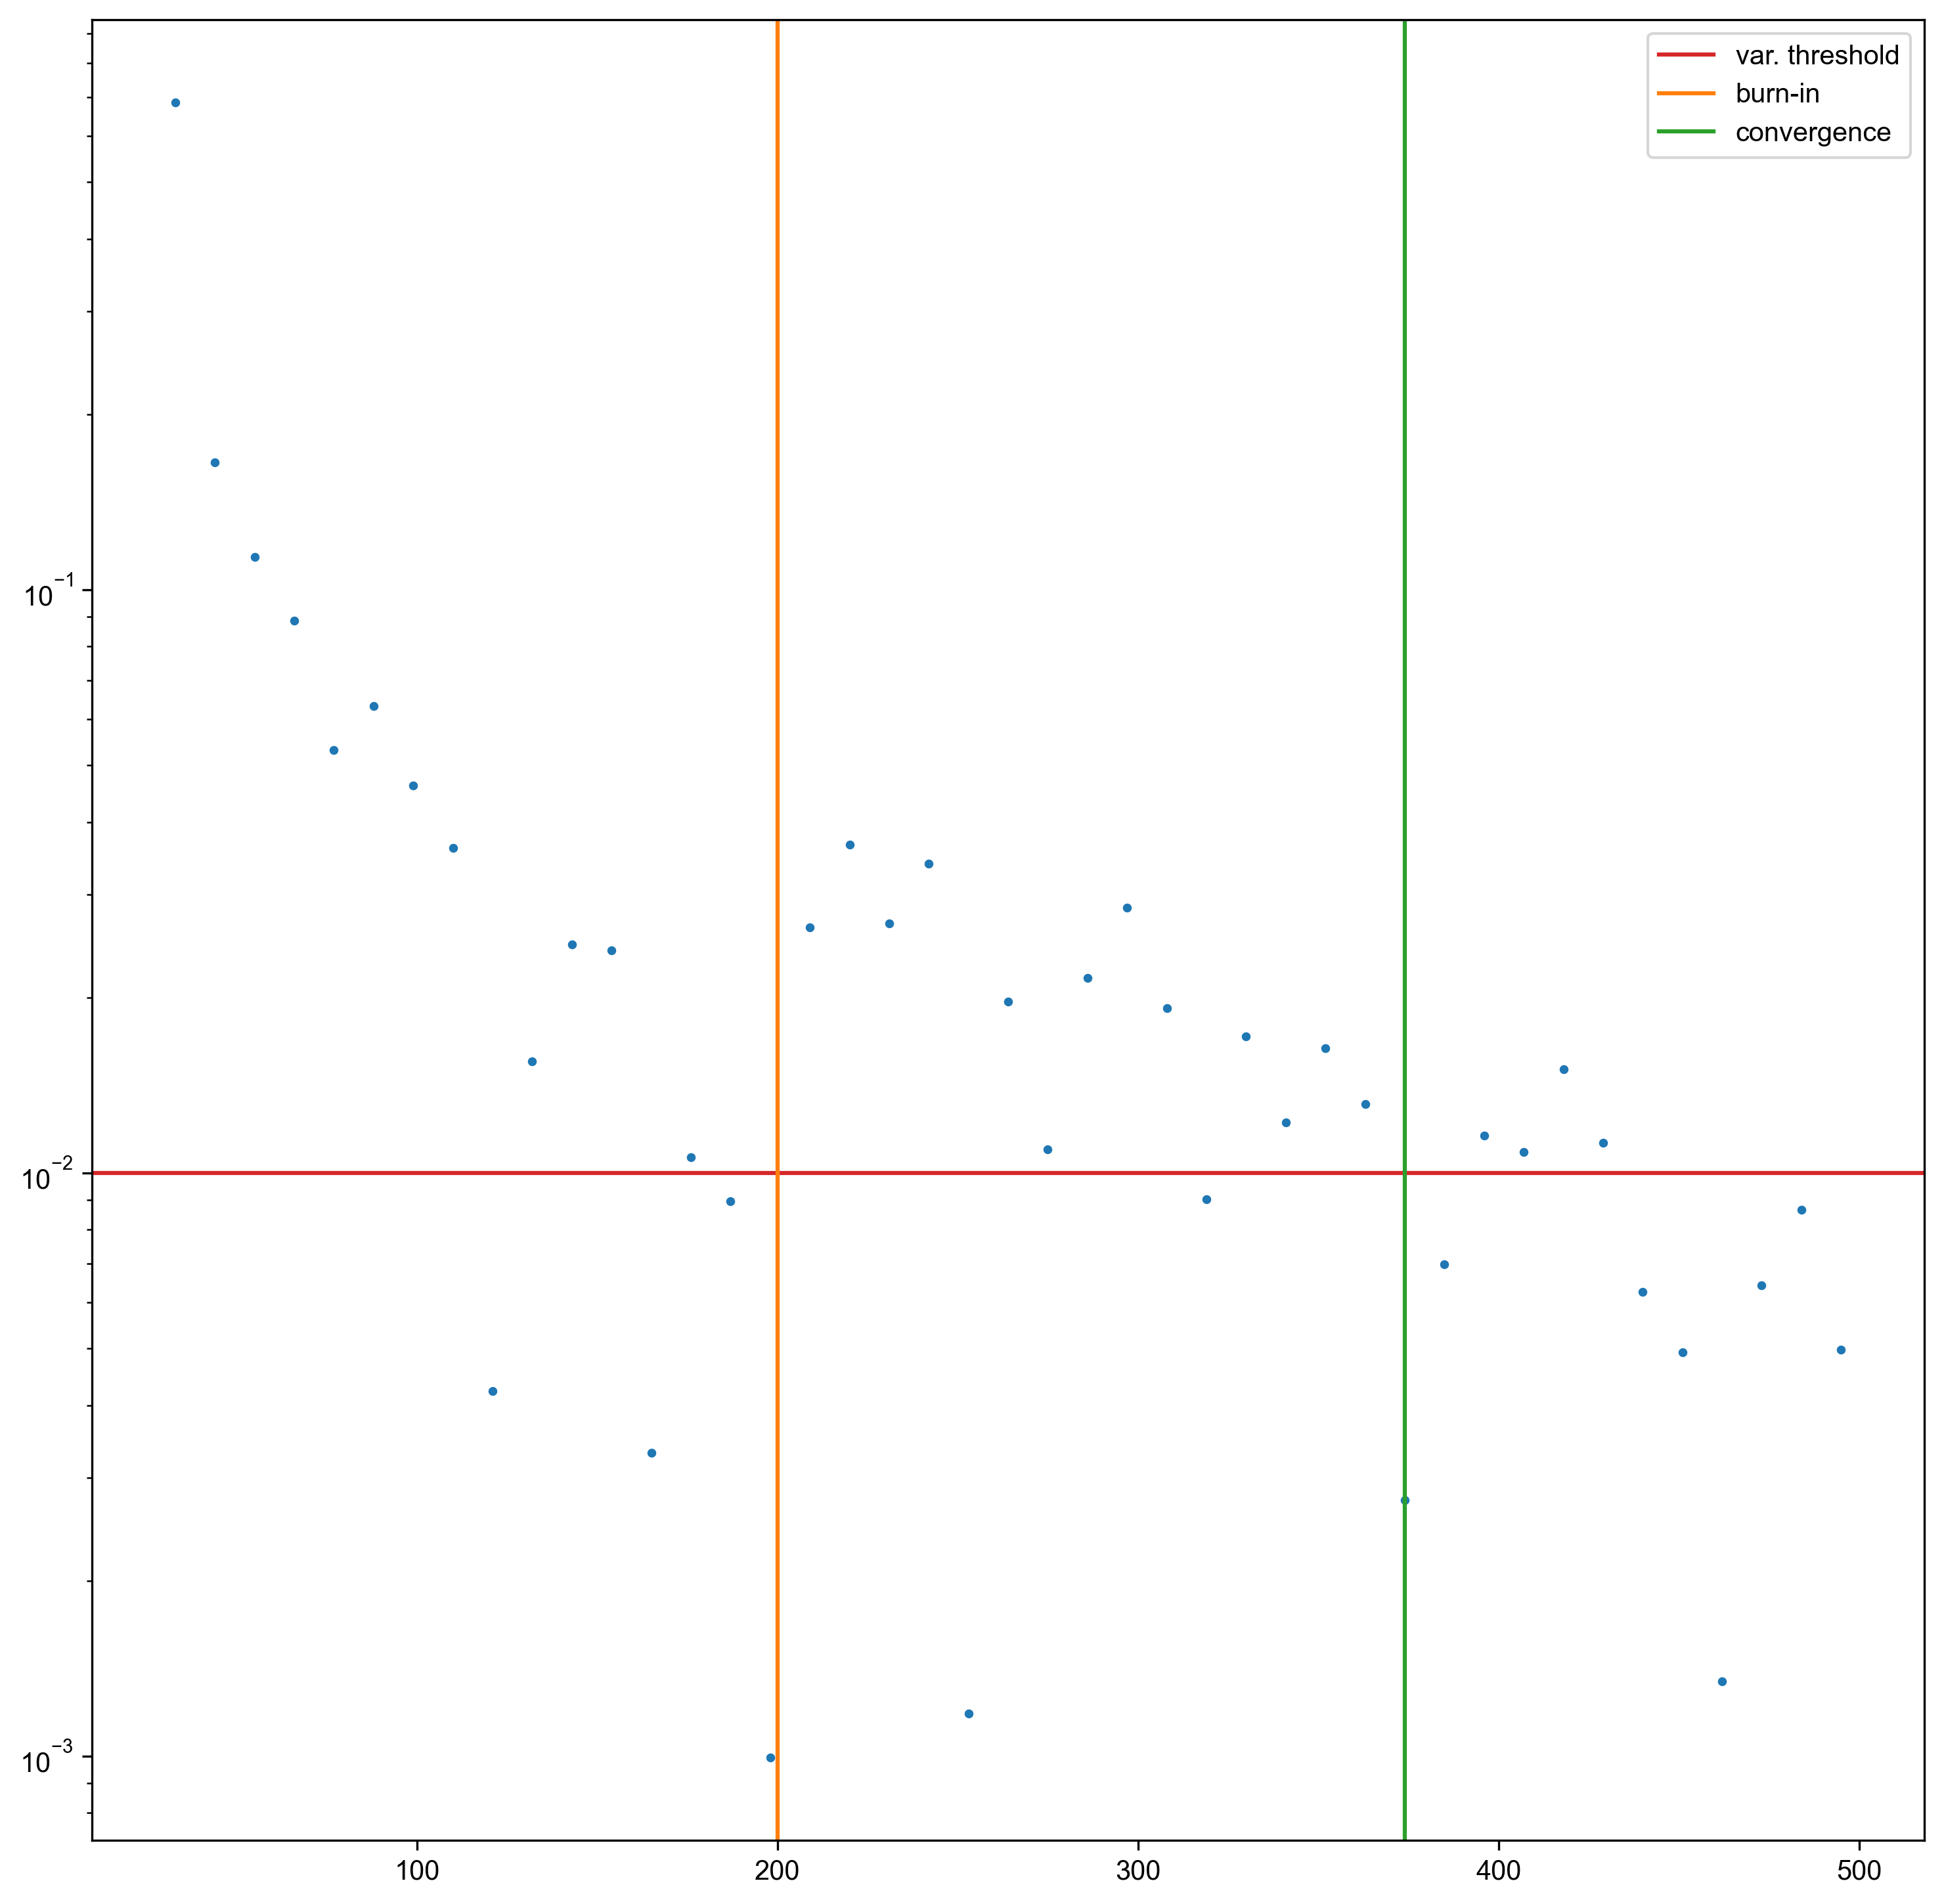 var. threshold
burn-in
convergence
10⁻¹
10⁻²
10⁻³
100 200 300 400 500